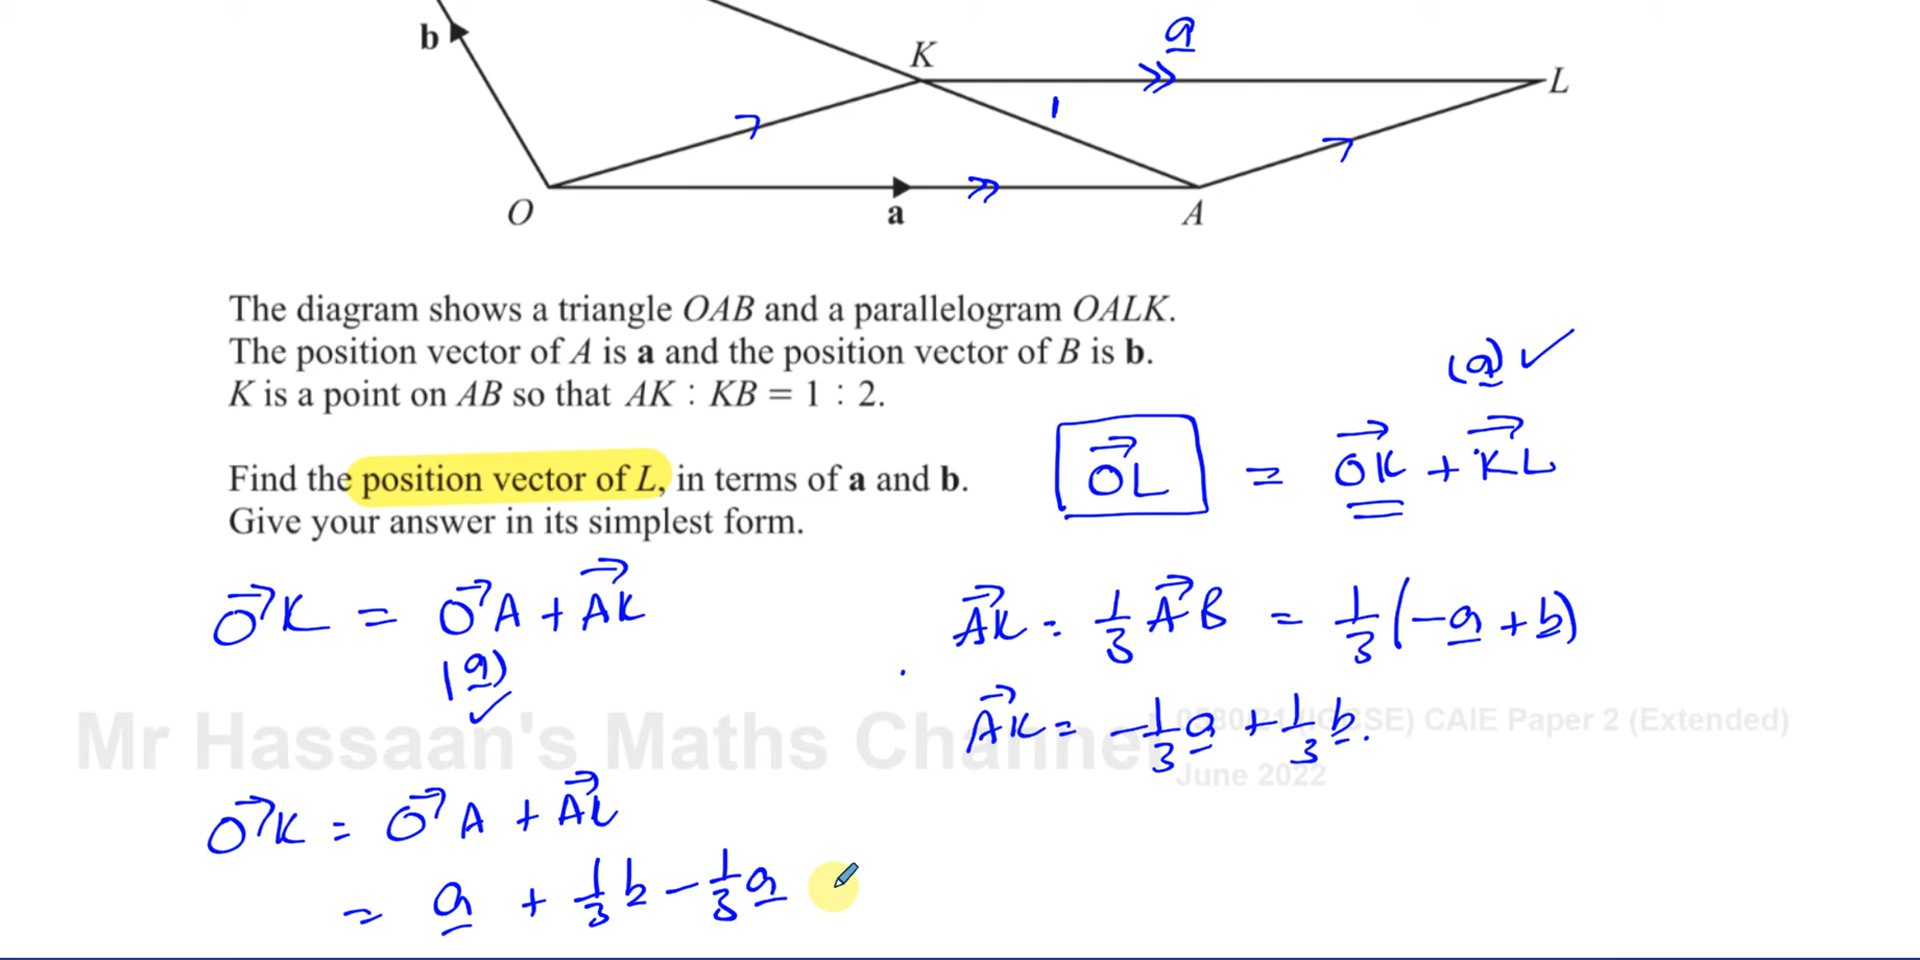 b
K
a
L
1
O
a
A
The diagram shows a triangle OAB and a parallelogram OALK.
The position vector of A is a and the position vector of B is b.
K is a point on AB so that AK : KB = 1 : 2.
(a) ✓
Find the position vector of L, in terms of a and b.
Give your answer in its simplest form.
OL = OK + KL
OK = OA + AK
(a) ✓
AK = 1/3 AB = 1/3 (-a + b)
AK = -1/3 a + 1/3 b.
Mr Hassaan's Maths Channel
0580/21 (IGCSE) CAIE Paper 2 (Extended)
June 2022
OK = OA + AK
= a + 1/3 b - 1/3 a